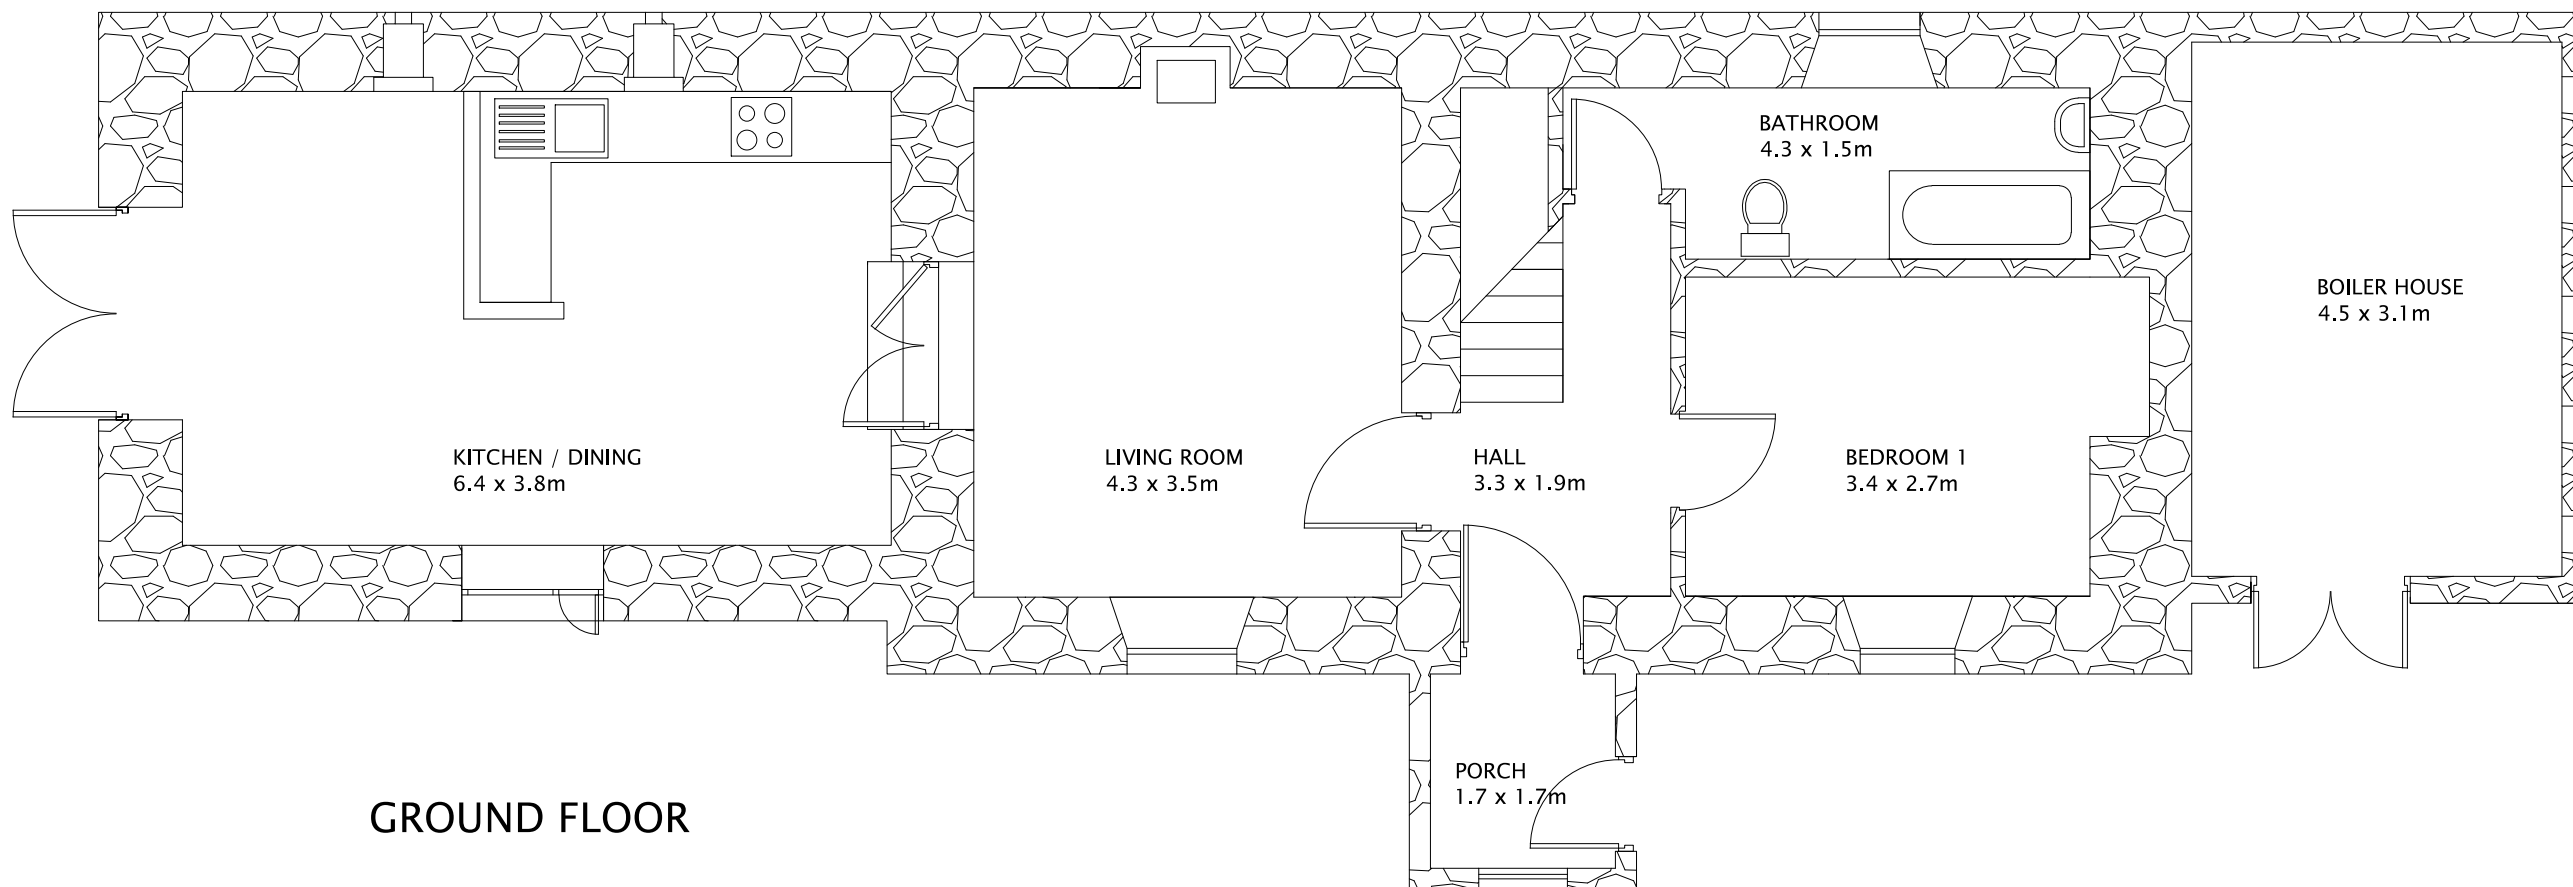 BATHROOM
4.3 x 1.5m
BOILER HOUSE
4.5 x 3.1m
KITCHEN / DINING
6.4 x 3.8m
LIVING ROOM
4.3 x 3.5m
HALL
3.3 x 1.9m
BEDROOM 1
3.4 x 2.7m
PORCH
1.7 x 1.7m
GROUND FLOOR